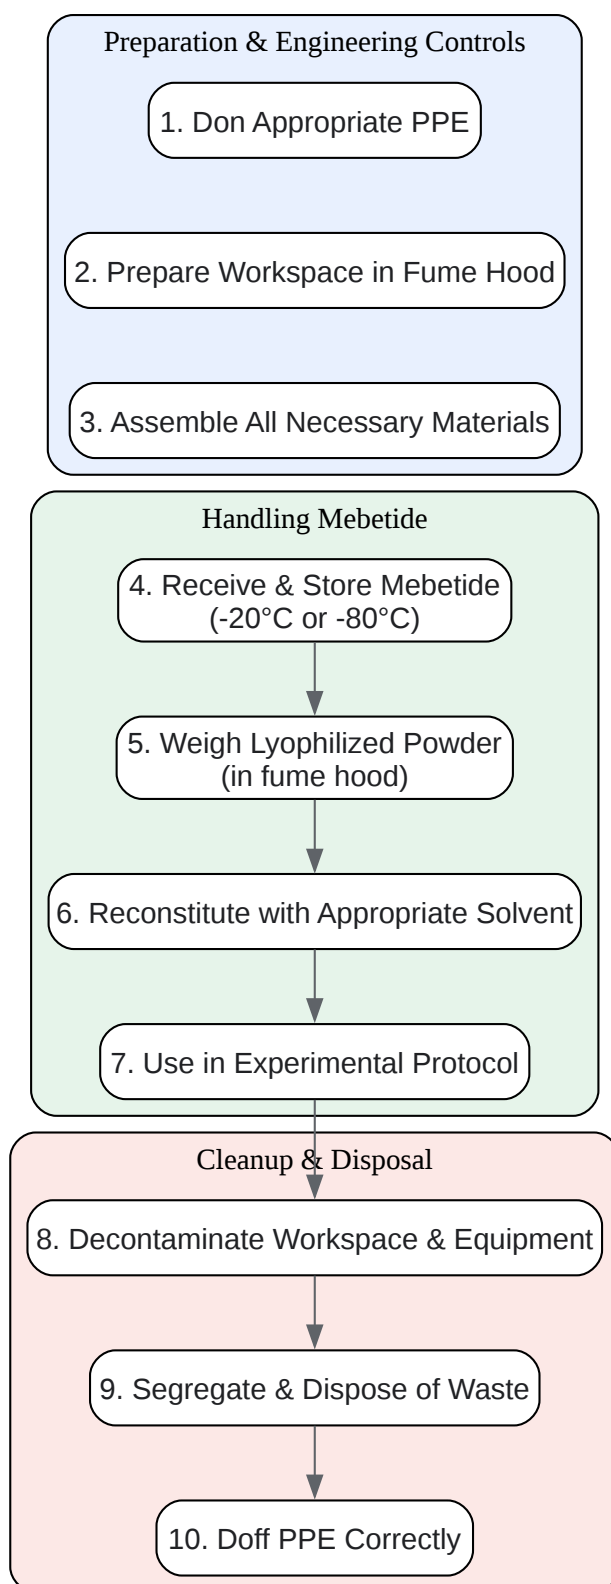 Preparation & Engineering Controls
1. Don Appropriate PPE
2. Prepare Workspace in Fume Hood
3. Assemble All Necessary Materials
Handling Mebetide
4. Receive & Store Mebetide
(-20°C or -80°C)
5. Weigh Lyophilized Powder
(in fume hood)
6. Reconstitute with Appropriate Solvent
7. Use in Experimental Protocol
Cleanup & Disposal
8. Decontaminate Workspace & Equipment
9. Segregate & Dispose of Waste
10. Doff PPE Correctly